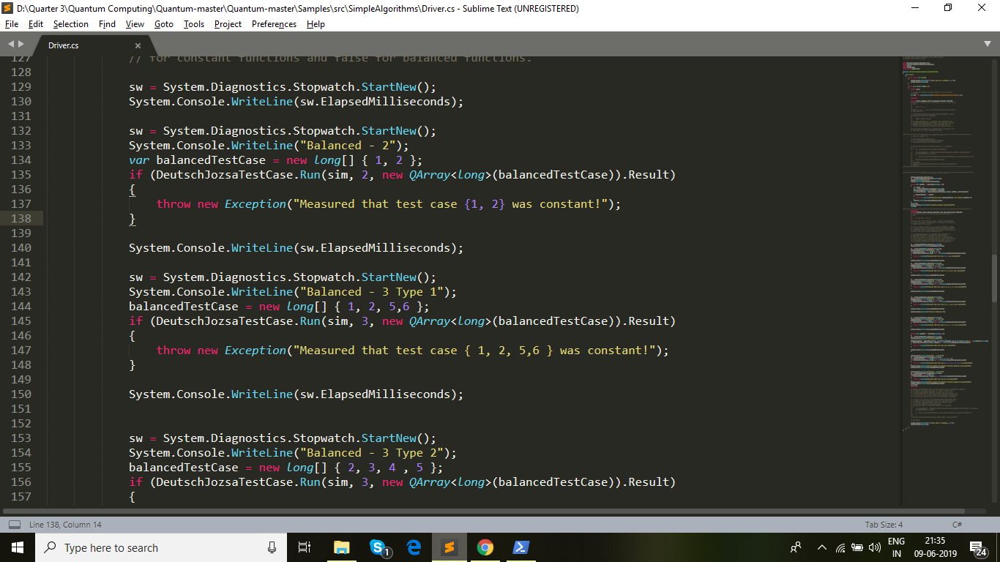 D:\Quarter 3\Quantum Computing\Quantum-master\Quantum-master\Samples\src\SimpleAlgorithms\Driver.cs - Sublime Text (UNREGISTERED)
File Edit Selection Find View Goto Tools Project Preferences Help
Driver.cs
127 // for constant functions and false for balanced functions.
128
129 sw = System.Diagnostics.Stopwatch.StartNew();
130 System.Console.WriteLine(sw.ElapsedMilliseconds);
131
132 sw = System.Diagnostics.Stopwatch.StartNew();
133 System.Console.WriteLine("Balanced - 2");
134 var balancedTestCase = new long[] { 1, 2 };
135 if (DeutschJozsaTestCase.Run(sim, 2, new QArray<long>(balancedTestCase)).Result)
136 {
137 throw new Exception("Measured that test case {1, 2} was constant!");
138 }
139
140 System.Console.WriteLine(sw.ElapsedMilliseconds);
141
142 sw = System.Diagnostics.Stopwatch.StartNew();
143 System.Console.WriteLine("Balanced - 3 Type 1");
144 balancedTestCase = new long[] { 1, 2, 5,6 };
145 if (DeutschJozsaTestCase.Run(sim, 3, new QArray<long>(balancedTestCase)).Result)
146 {
147 throw new Exception("Measured that test case { 1, 2, 5,6 } was constant!");
148 }
149
150 System.Console.WriteLine(sw.ElapsedMilliseconds);
151
152
153 sw = System.Diagnostics.Stopwatch.StartNew();
154 System.Console.WriteLine("Balanced - 3 Type 2");
155 balancedTestCase = new long[] { 2, 3, 4 , 5 };
156 if (DeutschJozsaTestCase.Run(sim, 3, new QArray<long>(balancedTestCase)).Result)
157 {
Line 138, Column 14 Tab Size: 4 C#
Type here to search 1 ENG 21:35
IN 09-06-2019 24